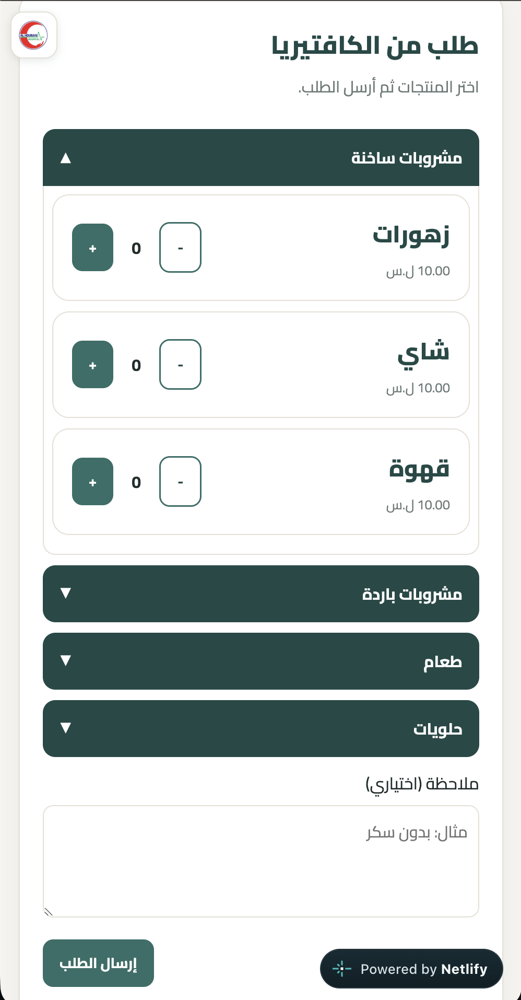 AL HOURANI
HOSPITAL
طلب من الكافتيريا
اختر المنتجات ثم أرسل الطلب.
مشروبات ساخنة ▲
زهورات
10.00 ل.س
- 0 +
شاي
10.00 ل.س
- 0 +
قهوة
10.00 ل.س
- 0 +
مشروبات باردة ▼
طعام ▼
حلويات ▼
ملاحظة (اختياري)
مثال: بدون سكر
إرسال الطلب
Powered by Netlify